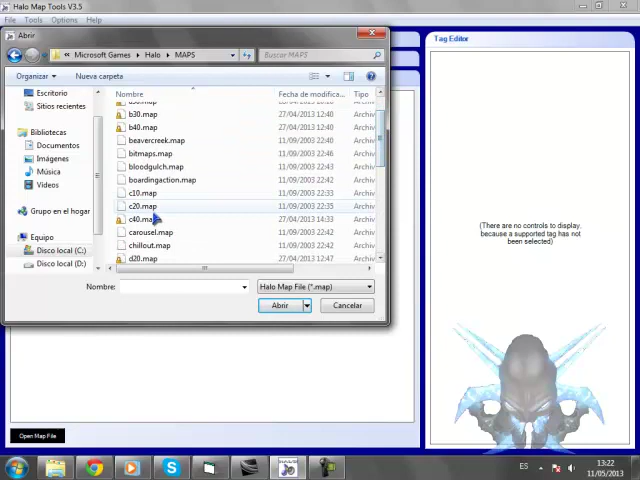 Halo Map Tools V3.5
File Tools Options Help
Abrir
Tag Editor
Microsoft Games Halo MAPS
Buscar MAPS
Organizar Nueva carpeta
Nombre Fecha de modifica... Tipo
Escritorio
Sitios recientes
Bibliotecas
Documentos
Imágenes
Música
Vídeos
Grupo en el hogar
Equipo
Disco local (C:)
Disco local (D:)
b30.map 27/04/2013 12:40 Archiv
b40.map 27/04/2013 12:40 Archiv
beavercreek.map 11/09/2003 22:40 Archiv
bitmaps.map 11/09/2003 22:46 Archiv
bloodgulch.map 11/09/2003 22:43 Archiv
boardingaction.map 11/09/2003 22:42 Archiv
c10.map 11/09/2003 22:33 Archiv
c20.map 11/09/2003 22:35 Archiv
c40.map 27/04/2013 14:33 Archiv
carousel.map 11/09/2003 22:42 Archiv
chillout.map 11/09/2003 22:45 Archiv
d20.map 27/04/2013 12:47 Archiv
Nombre:
Halo Map File (*.map)
Abrir Cancelar
(There are no controls to display.
because a supported tag has not
been selected)
Open Map File
ES
13:22
11/05/2013